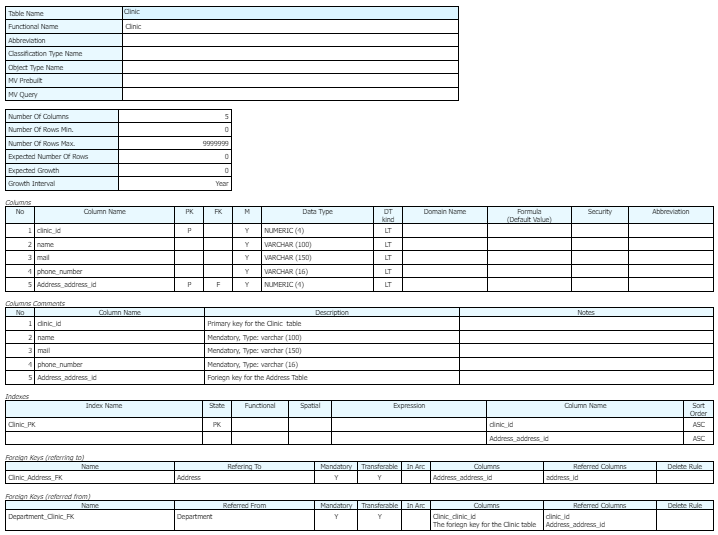 Table Name Clinic
Functional Name Clinic
Abbreviation
Classification Type Name
Object Type Name
MV Prebuilt
MV Query
Number Of Columns 5
Number Of Rows Min. 0
Number Of Rows Max. 9999999
Expected Number Of Rows 0
Expected Growth 0
Growth Interval Year
Columns
No Column Name PK FK M Data Type DT kind Domain Name Formula (Default Value) Security Abbreviation
1 clinic_id P Y NUMERIC (4) LT
2 name Y VARCHAR (100) LT
3 mail Y VARCHAR (150) LT
4 phone_number Y VARCHAR (16) LT
5 Address_address_id P F Y NUMERIC (4) LT
Columns Comments
No Column Name Description Notes
1 clinic_id Primary key for the Clinic table
2 name Mendatory, Type: varchar (100)
3 mail Mendatory, Type: varchar (150)
4 phone_number Mendatory, Type: varchar (16)
5 Address_address_id Foriegn key for the Address Table
Indexes
Index Name State Functional Spatial Expression Column Name Sort Order
Clinic_PK PK clinic_id ASC
Address_address_id ASC
Foreign Keys (referring to)
Name Refering To Mandatory Transferable In Arc Columns Referred Columns Delete Rule
Clinic_Address_FK Address Y Y Address_address_id address_id
Foreign Keys (referred from)
Name Referred From Mandatory Transferable In Arc Columns Referred Columns Delete Rule
Department_Clinic_FK Department Y Y Clinic_clinic_id clinic_id
The foriegn key for the Clinic table Address_address_id